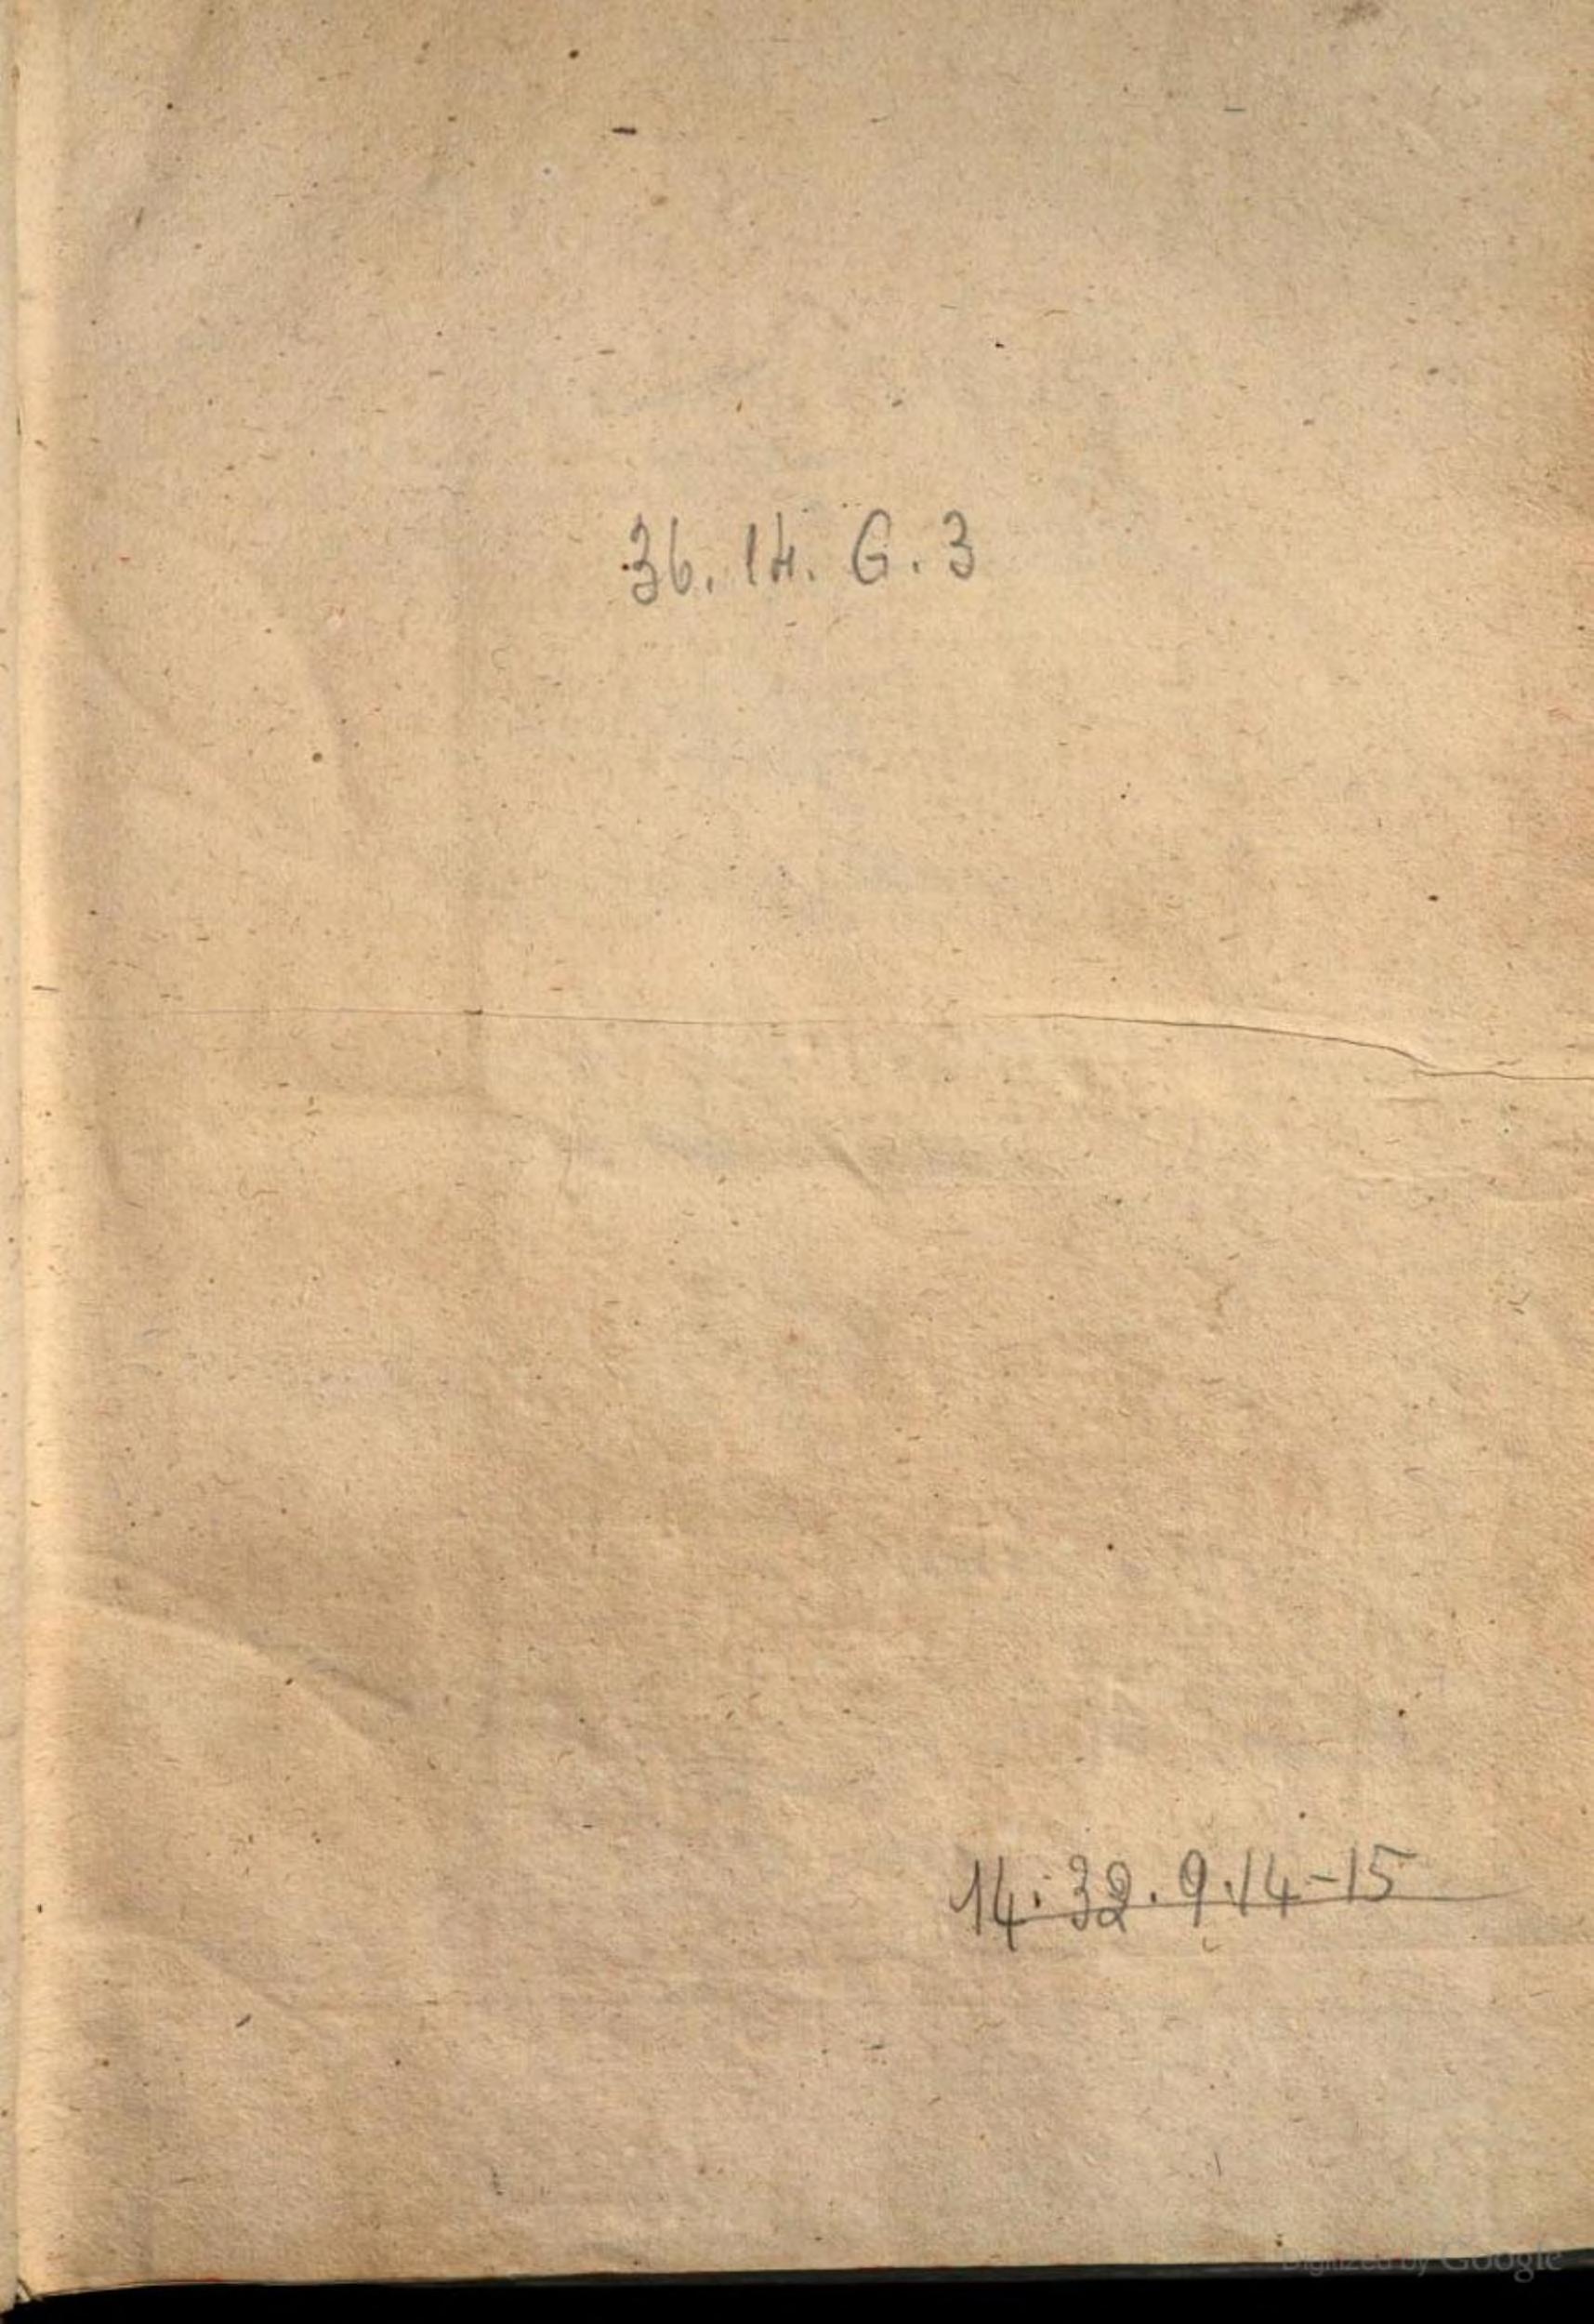 36. 14. G. 3
14. 32. 9. 14-15
Digitized by Google